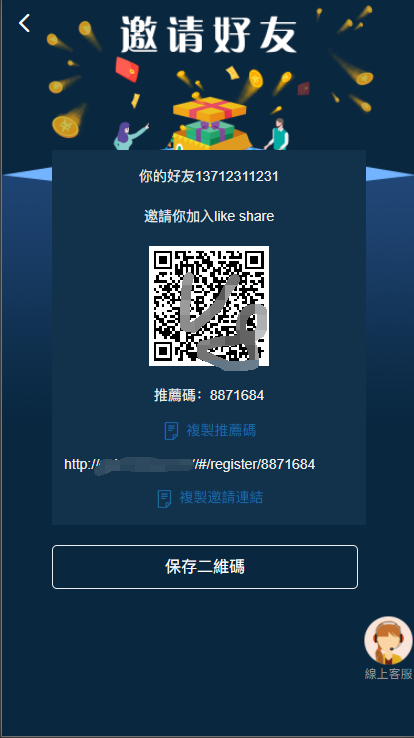 邀请好友
你的好友13712311231
邀請你加入like share
推薦碼：8871684
複製推薦碼
http:// /#/register/8871684
複製邀請連結
保存二維碼
線上客服